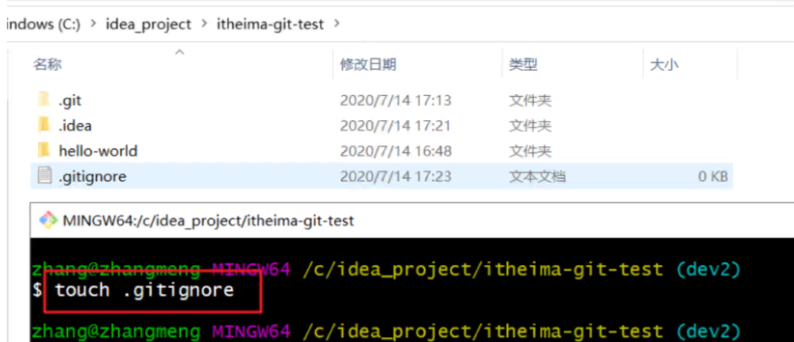 indows (C:) > idea_project > itheima-git-test >
名称 修改日期 类型 大小
.git 2020/7/14 17:13 文件夹
.idea 2020/7/14 17:21 文件夹
hello-world 2020/7/14 16:48 文件夹
.gitignore 2020/7/14 17:23 文本文档 0 KB
MINGW64:/c/idea_project/itheima-git-test
zhang@zhangmeng MINGW64 /c/idea_project/itheima-git-test (dev2)
$ touch .gitignore
zhang@zhangmeng MINGW64 /c/idea_project/itheima-git-test (dev2)